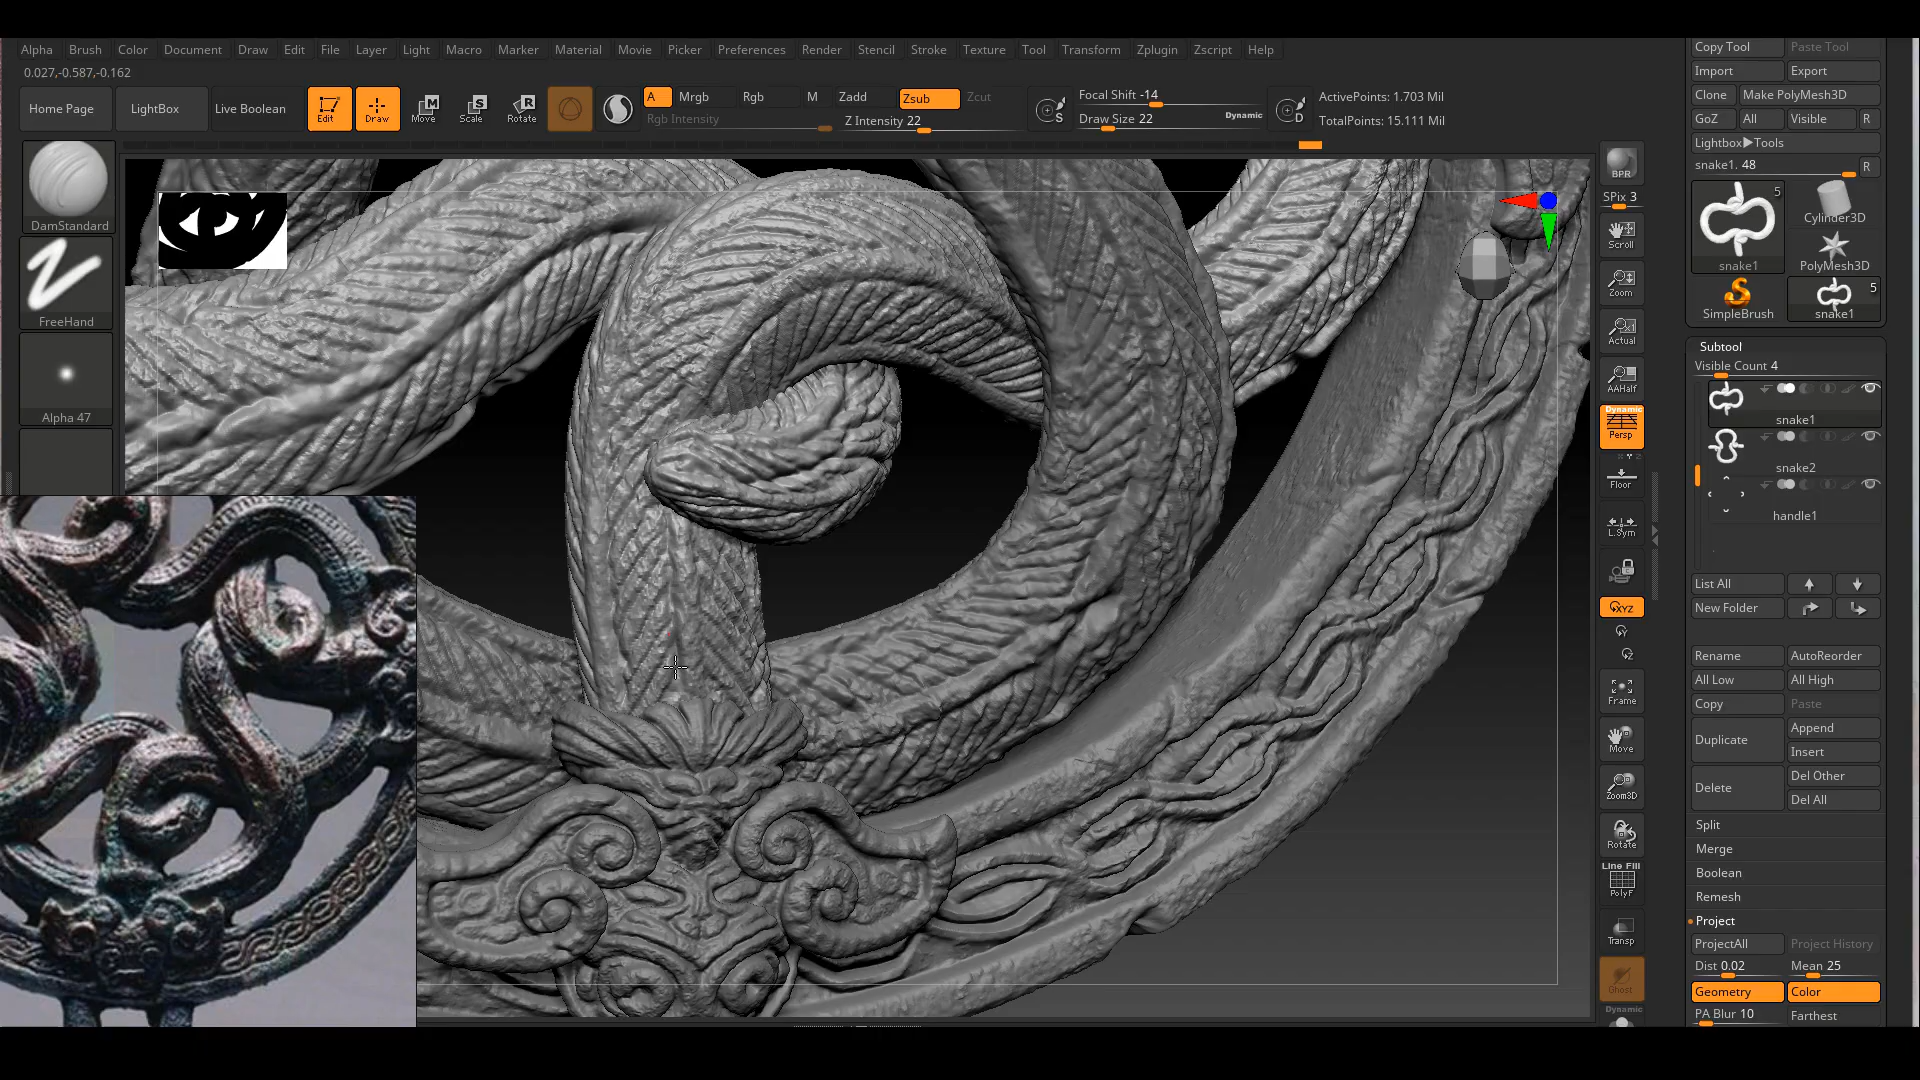 Alpha Brush Color Document Draw Edit File Layer Light Macro Marker Material Movie Picker Preferences Render Stencil Stroke Texture Tool Transform Zplugin Zscript Help
0.027,-0.587,-0.162
Home Page LightBox Live Boolean Edit Draw Move Scale Rotate
M S R
A Mrgb Rgb M Zadd Zsub Zcut
Rgb Intensity Z Intensity 22
S Focal Shift -14
Draw Size 22 Dynamic
D ActivePoints: 1.703 Mil
TotalPoints: 15.111 Mil
DamStandard
FreeHand
Alpha 47
BPR
SPix 3
Scroll
Zoom
Actual
AAHalf
Dynamic
Persp
Floor
L.Sym
XYZ
Y
Z
Frame
Move
Zoom3D
Rotate
Line Fill
PolyF
Transp
Ghost
Dynamic
Copy Tool Paste Tool
Import Export
Clone Make PolyMesh3D
GoZ All Visible R
Lightbox▶Tools
snake1. 48 R
5
snake1 Cylinder3D
PolyMesh3D
SimpleBrush 5 snake1
Subtool
Visible Count 4
snake1
snake2
handle1
List All
New Folder
Rename AutoReorder
All Low All High
Copy Paste
Duplicate Append
Insert
Delete Del Other
Del All
Split
Merge
Boolean
Remesh
Project
ProjectAll Project History
Dist 0.02 Mean 25
Geometry Color
PA Blur 10 Farthest